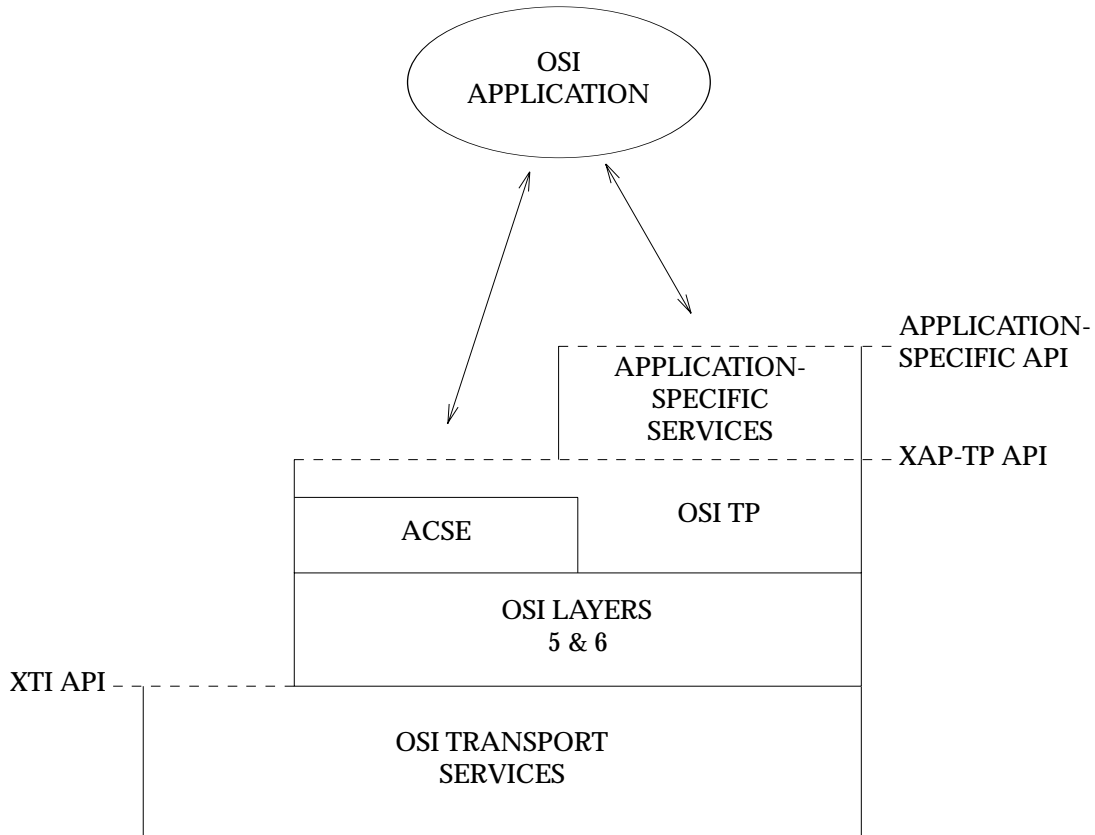 OSI
APPLICATION
APPLICATION-
SPECIFIC API
APPLICATION-
SPECIFIC
SERVICES
XAP-TP API
OSI TP
ACSE
OSI LAYERS
5 & 6
XTI API
OSI TRANSPORT
SERVICES